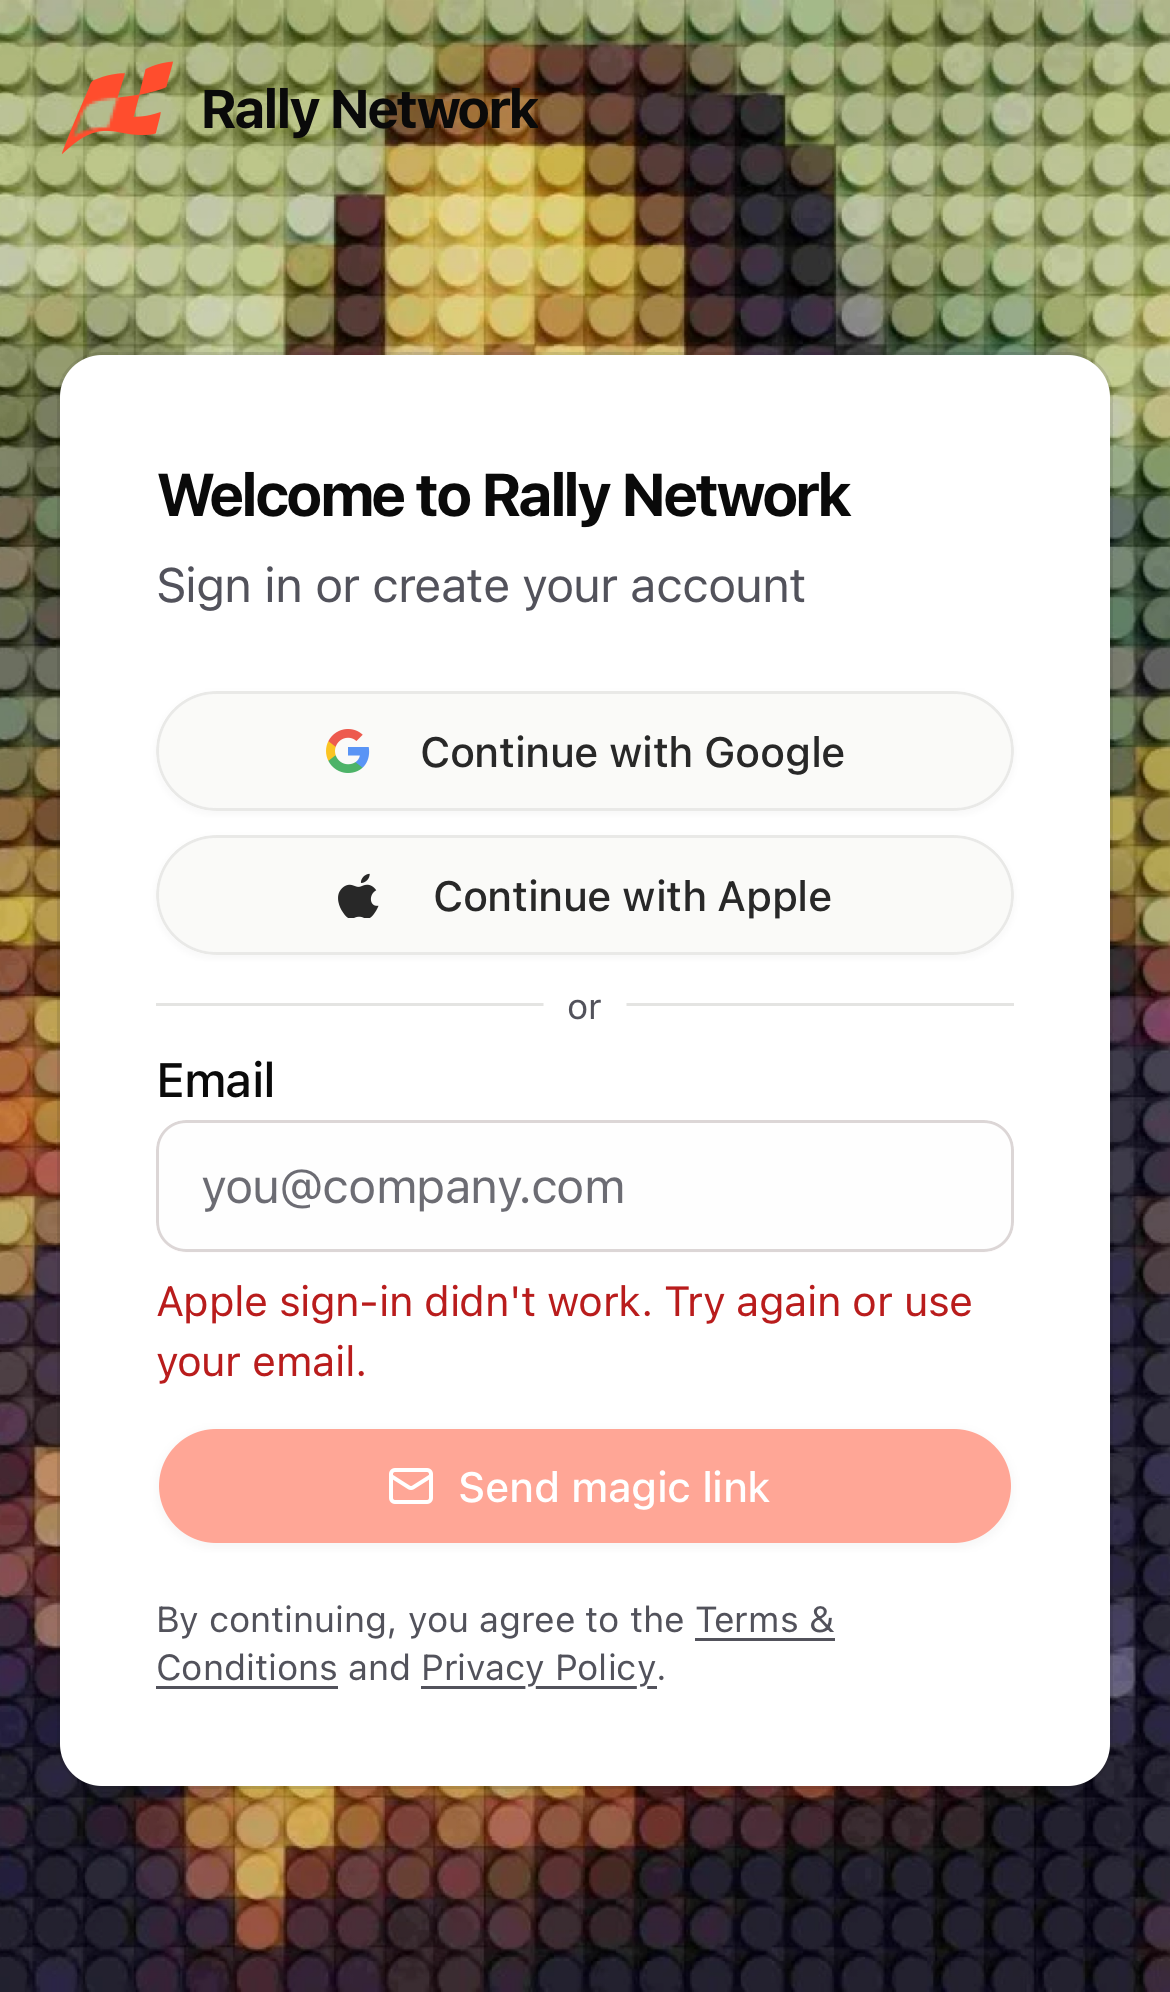 Rally Network
Welcome to Rally Network
Sign in or create your account
Continue with Google
Continue with Apple
or
Email
you@company.com
Apple sign-in didn't work. Try again or use
your email.
Send magic link
By continuing, you agree to the Terms &
Conditions and Privacy Policy.